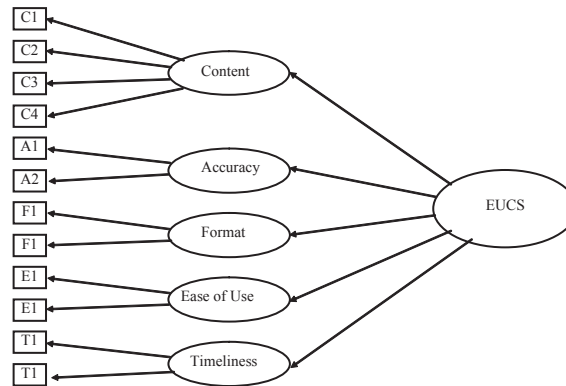 C1
C2
C3
C4
A1
A2
F1
F1
E1
E1
T1
T1
Content
Accuracy
Format
Ease of Use
Timeliness
EUCS